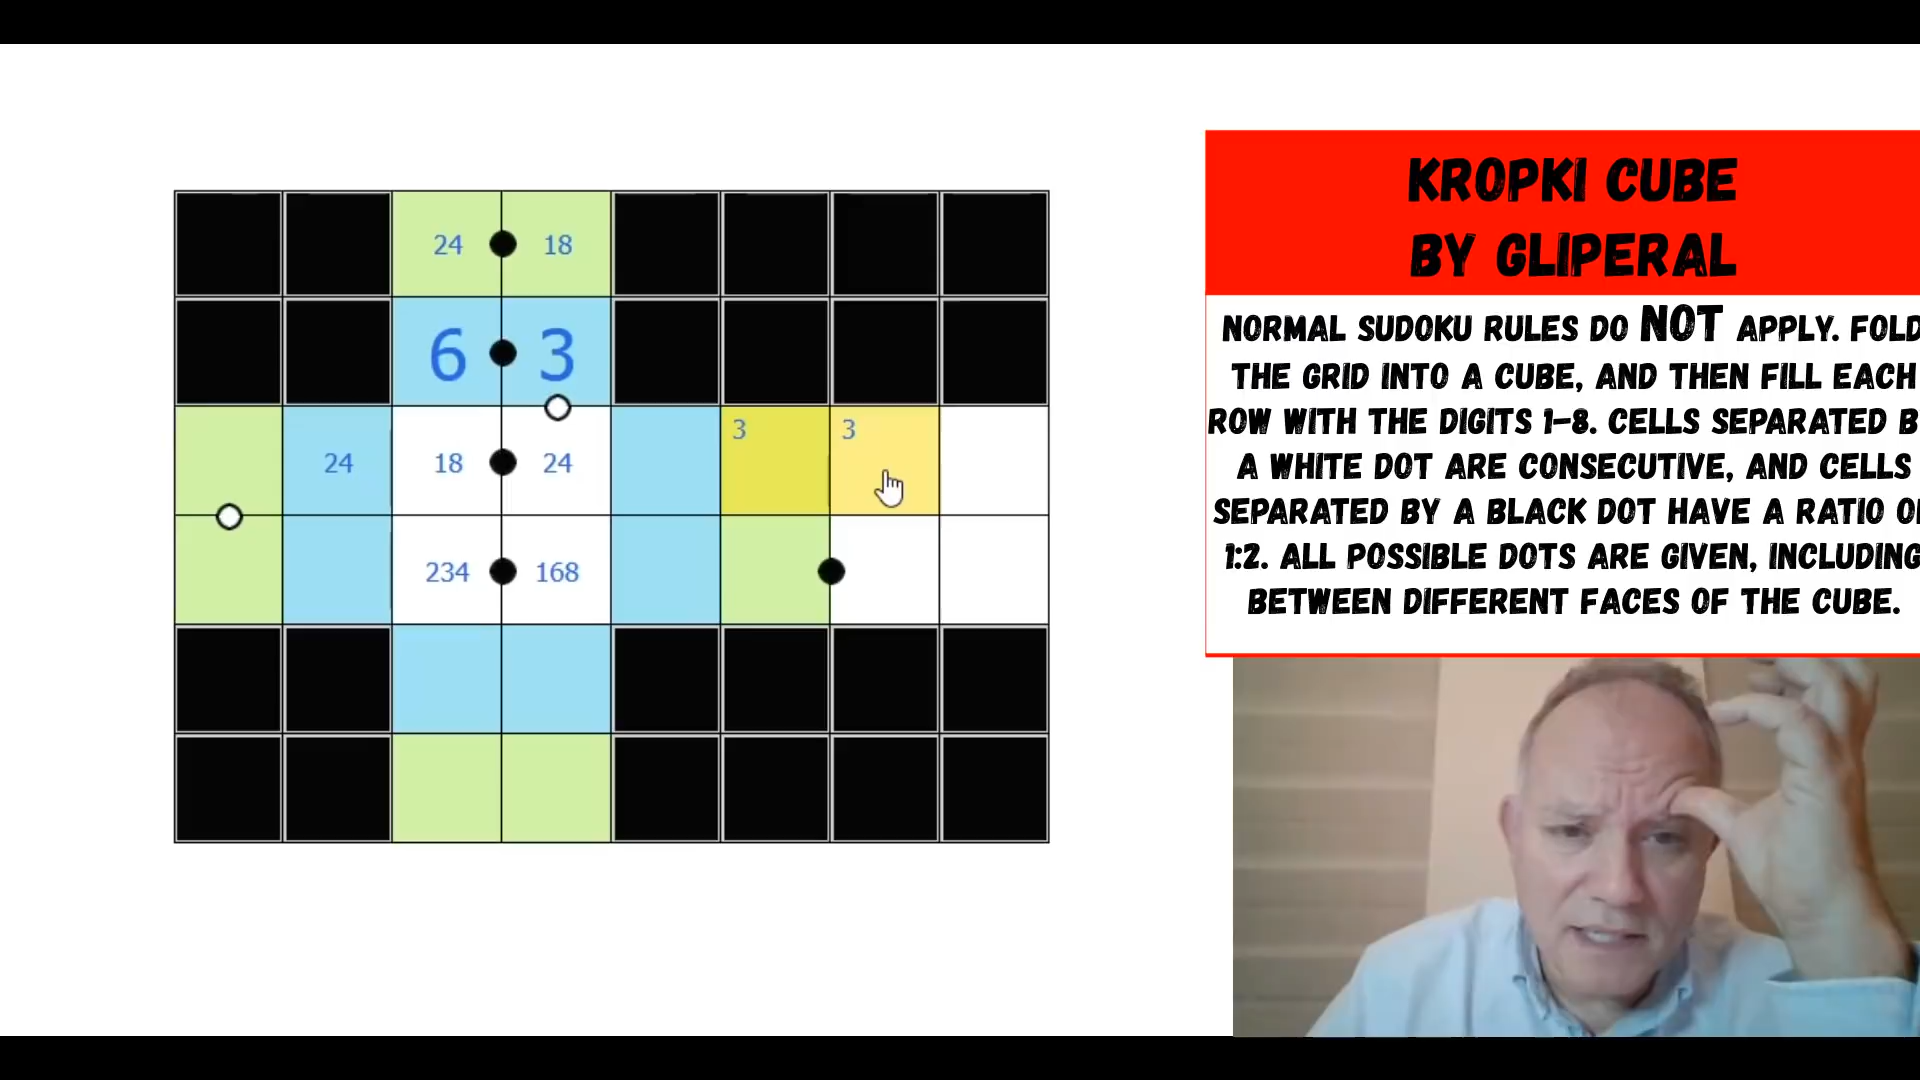 KROPKI CUBE
BY GLIPERAL
NORMAL SUDOKU RULES DO NOT APPLY. FOLD
THE GRID INTO A CUBE, AND THEN FILL EACH
ROW WITH THE DIGITS 1-8. CELLS SEPARATED B
A WHITE DOT ARE CONSECUTIVE, AND CELLS
SEPARATED BY A BLACK DOT HAVE A RATIO O
1:2. ALL POSSIBLE DOTS ARE GIVEN, INCLUDING
BETWEEN DIFFERENT FACES OF THE CUBE.
24 18
6 3
3 3
24 18 24
234 168